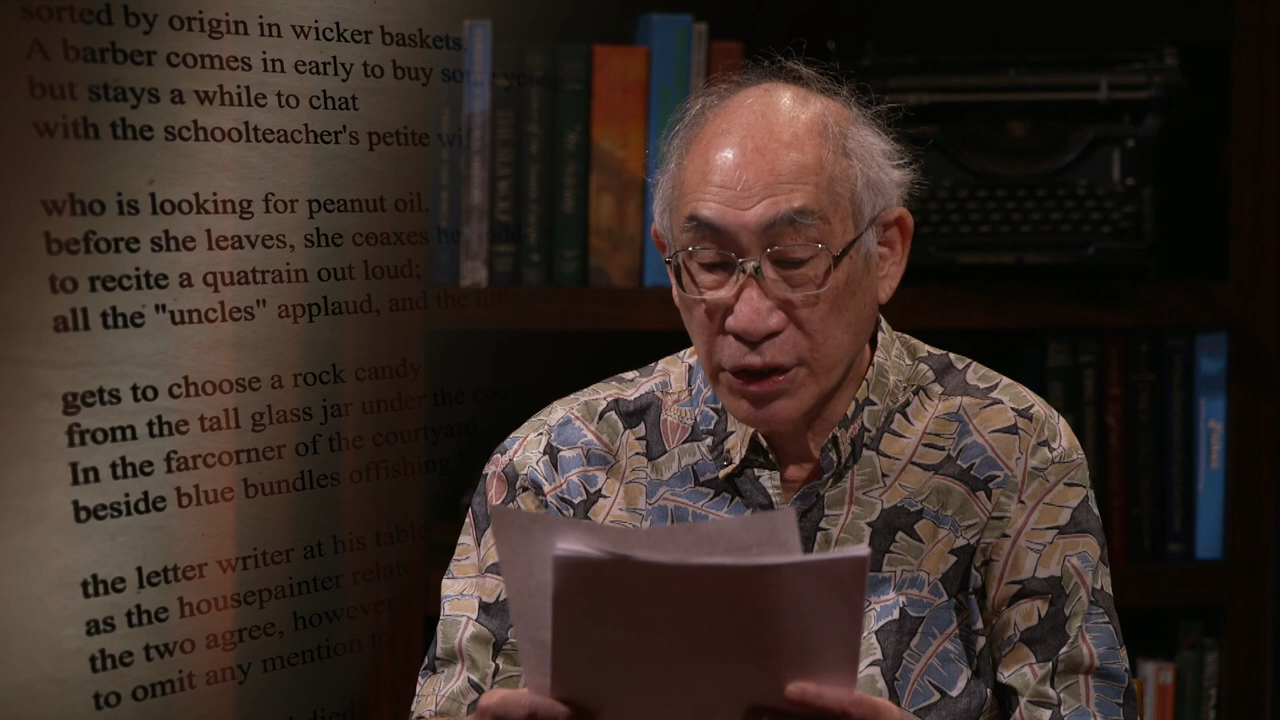 sorted by origin in wicker baskets.
A barber comes in early to buy
but stays a while to chat
with the schoolteacher's petite
who is looking for peanut oil.
before she leaves, she coaxes
to recite a quatrain out loud;
all the "uncles" applaud, and the
gets to choose a rock candy
from the tall glass jar under the
In the farcorner of the courtyard
beside blue bundles offishing
the letter writer at his table
as the housepainter
the two agree, however
to omit any mention